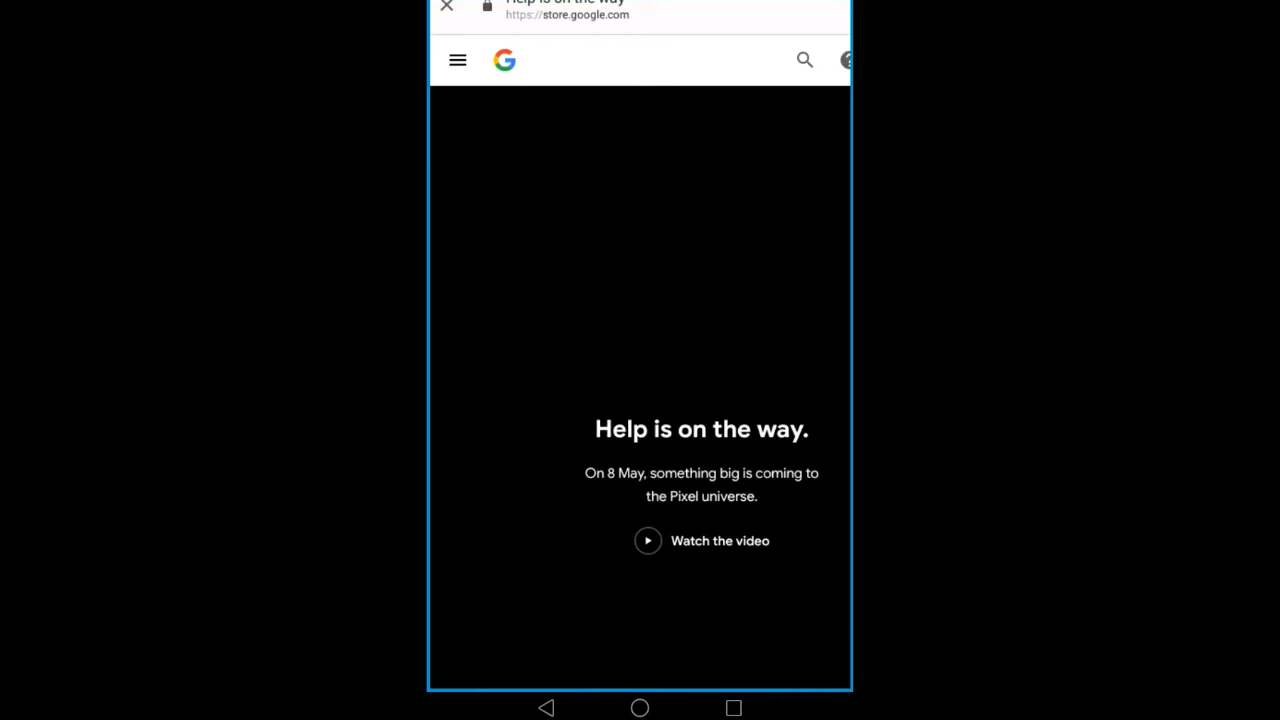 Help is on the way
https://store.google.com
Help is on the way.
On 8 May, something big is coming to
the Pixel universe.
Watch the video